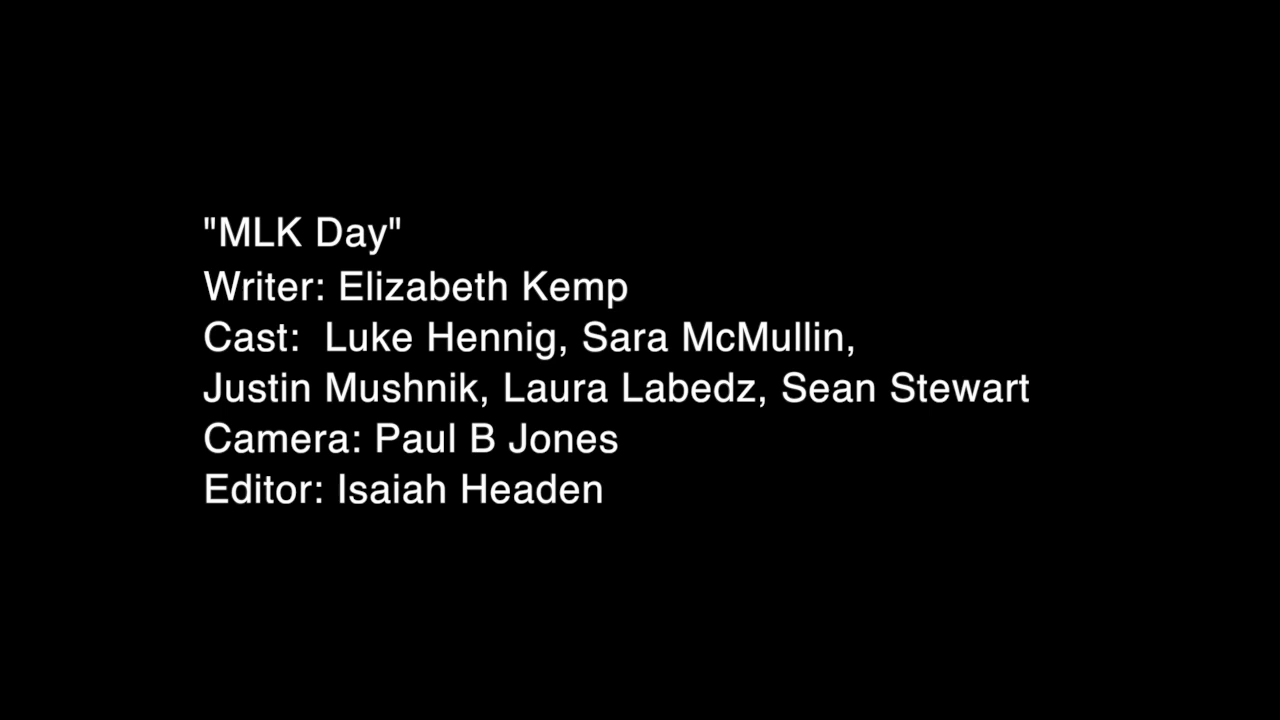 "MLK Day"
Writer: Elizabeth Kemp
Cast:  Luke Hennig, Sara McMullin,
Justin Mushnik, Laura Labedz, Sean Stewart
Camera: Paul B Jones
Editor: Isaiah Headen